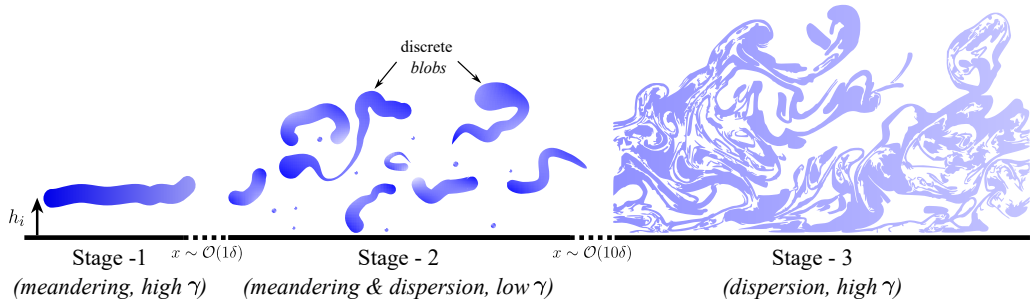 discrete
blobs
h_i
x ~ O(1δ)
x ~ O(10δ)
Stage -1
Stage - 2
Stage - 3
(meandering, high γ)
(meandering & dispersion, low γ)
(dispersion, high γ)